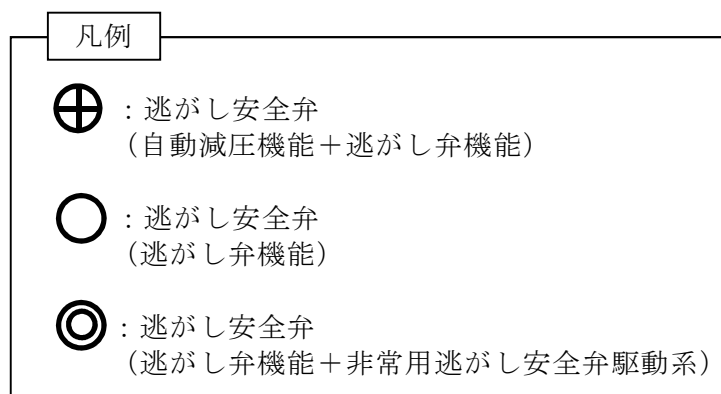 凡例
：逃がし安全弁
（自動減圧機能＋逃がし弁機能）
：逃がし安全弁
（逃がし弁機能）
：逃がし安全弁
（逃がし弁機能＋非常用逃がし安全弁駆動系）